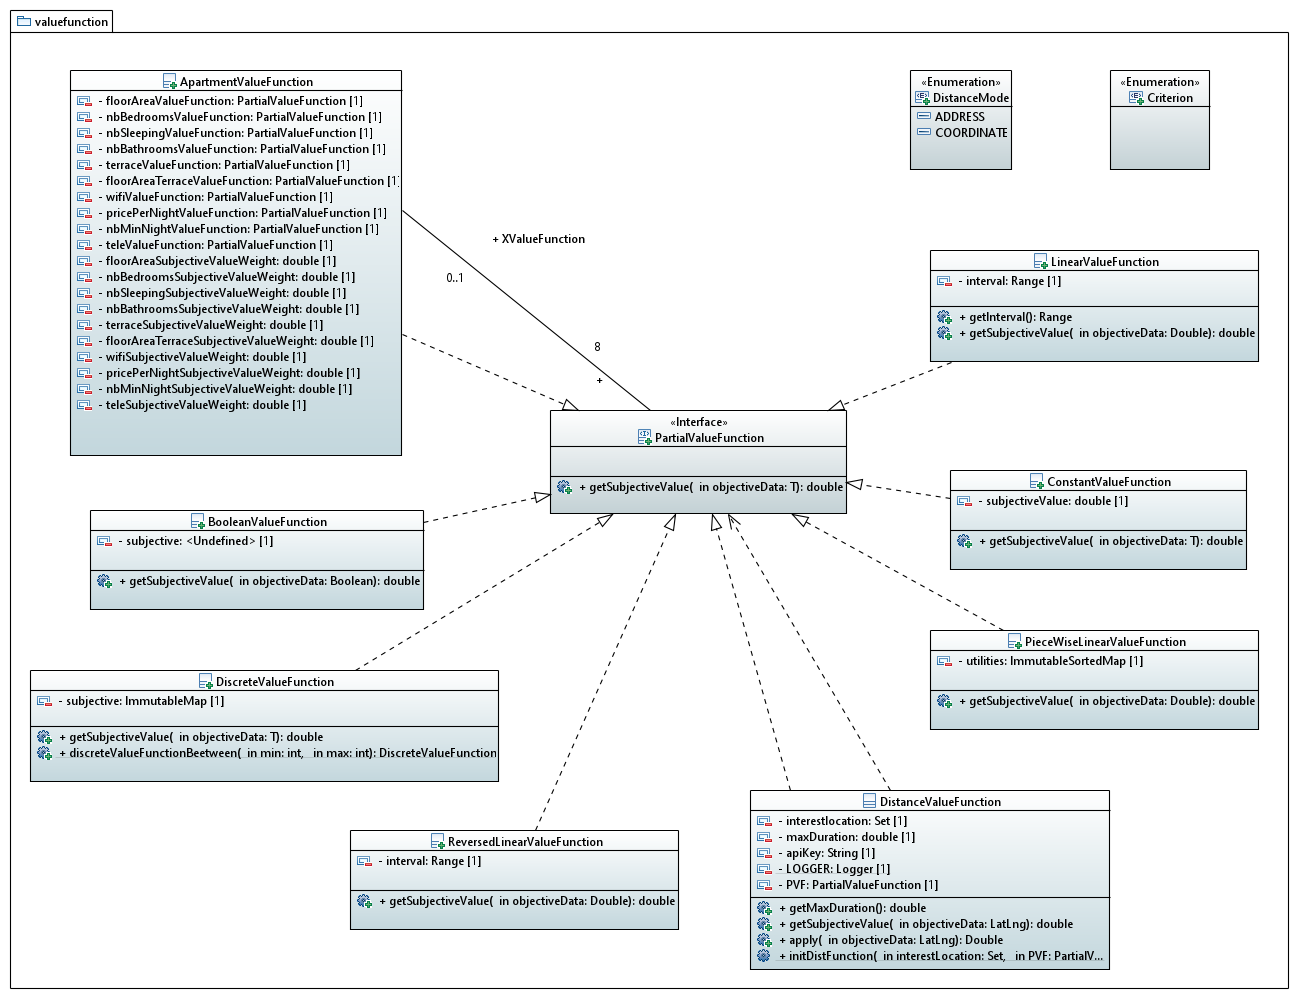 valuefunction
ApartmentValueFunction
- floorAreaValueFunction: PartialValueFunction [1]
- nbBedroomsValueFunction: PartialValueFunction [1]
- nbSleepingValueFunction: PartialValueFunction [1]
- nbBathroomsValueFunction: PartialValueFunction [1]
- terraceValueFunction: PartialValueFunction [1]
- floorAreaTerraceValueFunction: PartialValueFunction [1]
- wifiValueFunction: PartialValueFunction [1]
- pricePerNightValueFunction: PartialValueFunction [1]
- nbMinNightValueFunction: PartialValueFunction [1]
- teleValueFunction: PartialValueFunction [1]
- floorAreaSubjectiveValueWeight: double [1]
- nbBedroomsSubjectiveValueWeight: double [1]
- nbSleepingSubjectiveValueWeight: double [1]
- nbBathroomsSubjectiveValueWeight: double [1]
- terraceSubjectiveValueWeight: double [1]
- floorAreaTerraceSubjectiveValueWeight: double [1]
- wifiSubjectiveValueWeight: double [1]
- pricePerNightSubjectiveValueWeight: double [1]
- nbMinNightSubjectiveValueWeight: double [1]
- teleSubjectiveValueWeight: double [1]
«Enumeration»
DistanceMode
ADDRESS
COORDINATE
«Enumeration»
Criterion
+ XValueFunction
0..1
8
+
LinearValueFunction
- interval: Range [1]
+ getInterval(): Range
+ getSubjectiveValue( in objectiveData: Double): double
«Interface»
PartialValueFunction
+ getSubjectiveValue( in objectiveData: T): double
ConstantValueFunction
- subjectiveValue: double [1]
+ getSubjectiveValue( in objectiveData: T): double
BooleanValueFunction
- subjective: <Undefined> [1]
+ getSubjectiveValue( in objectiveData: Boolean): double
PieceWiseLinearValueFunction
- utilities: ImmutableSortedMap [1]
+ getSubjectiveValue( in objectiveData: Double): double
DiscreteValueFunction
- subjective: ImmutableMap [1]
+ getSubjectiveValue( in objectiveData: T): double
+ discreteValueFunctionBeetween( in min: int, in max: int): DiscreteValueFunction
ReversedLinearValueFunction
- interval: Range [1]
+ getSubjectiveValue( in objectiveData: Double): double
DistanceValueFunction
- interestlocation: Set [1]
- maxDuration: double [1]
- apiKey: String [1]
- LOGGER: Logger [1]
- PVF: PartialValueFunction [1]
+ getMaxDuration(): double
+ getSubjectiveValue( in objectiveData: LatLng): double
+ apply( in objectiveData: LatLng): Double
+ initDistFunction( in interestLocation: Set, in PVF: PartialV...